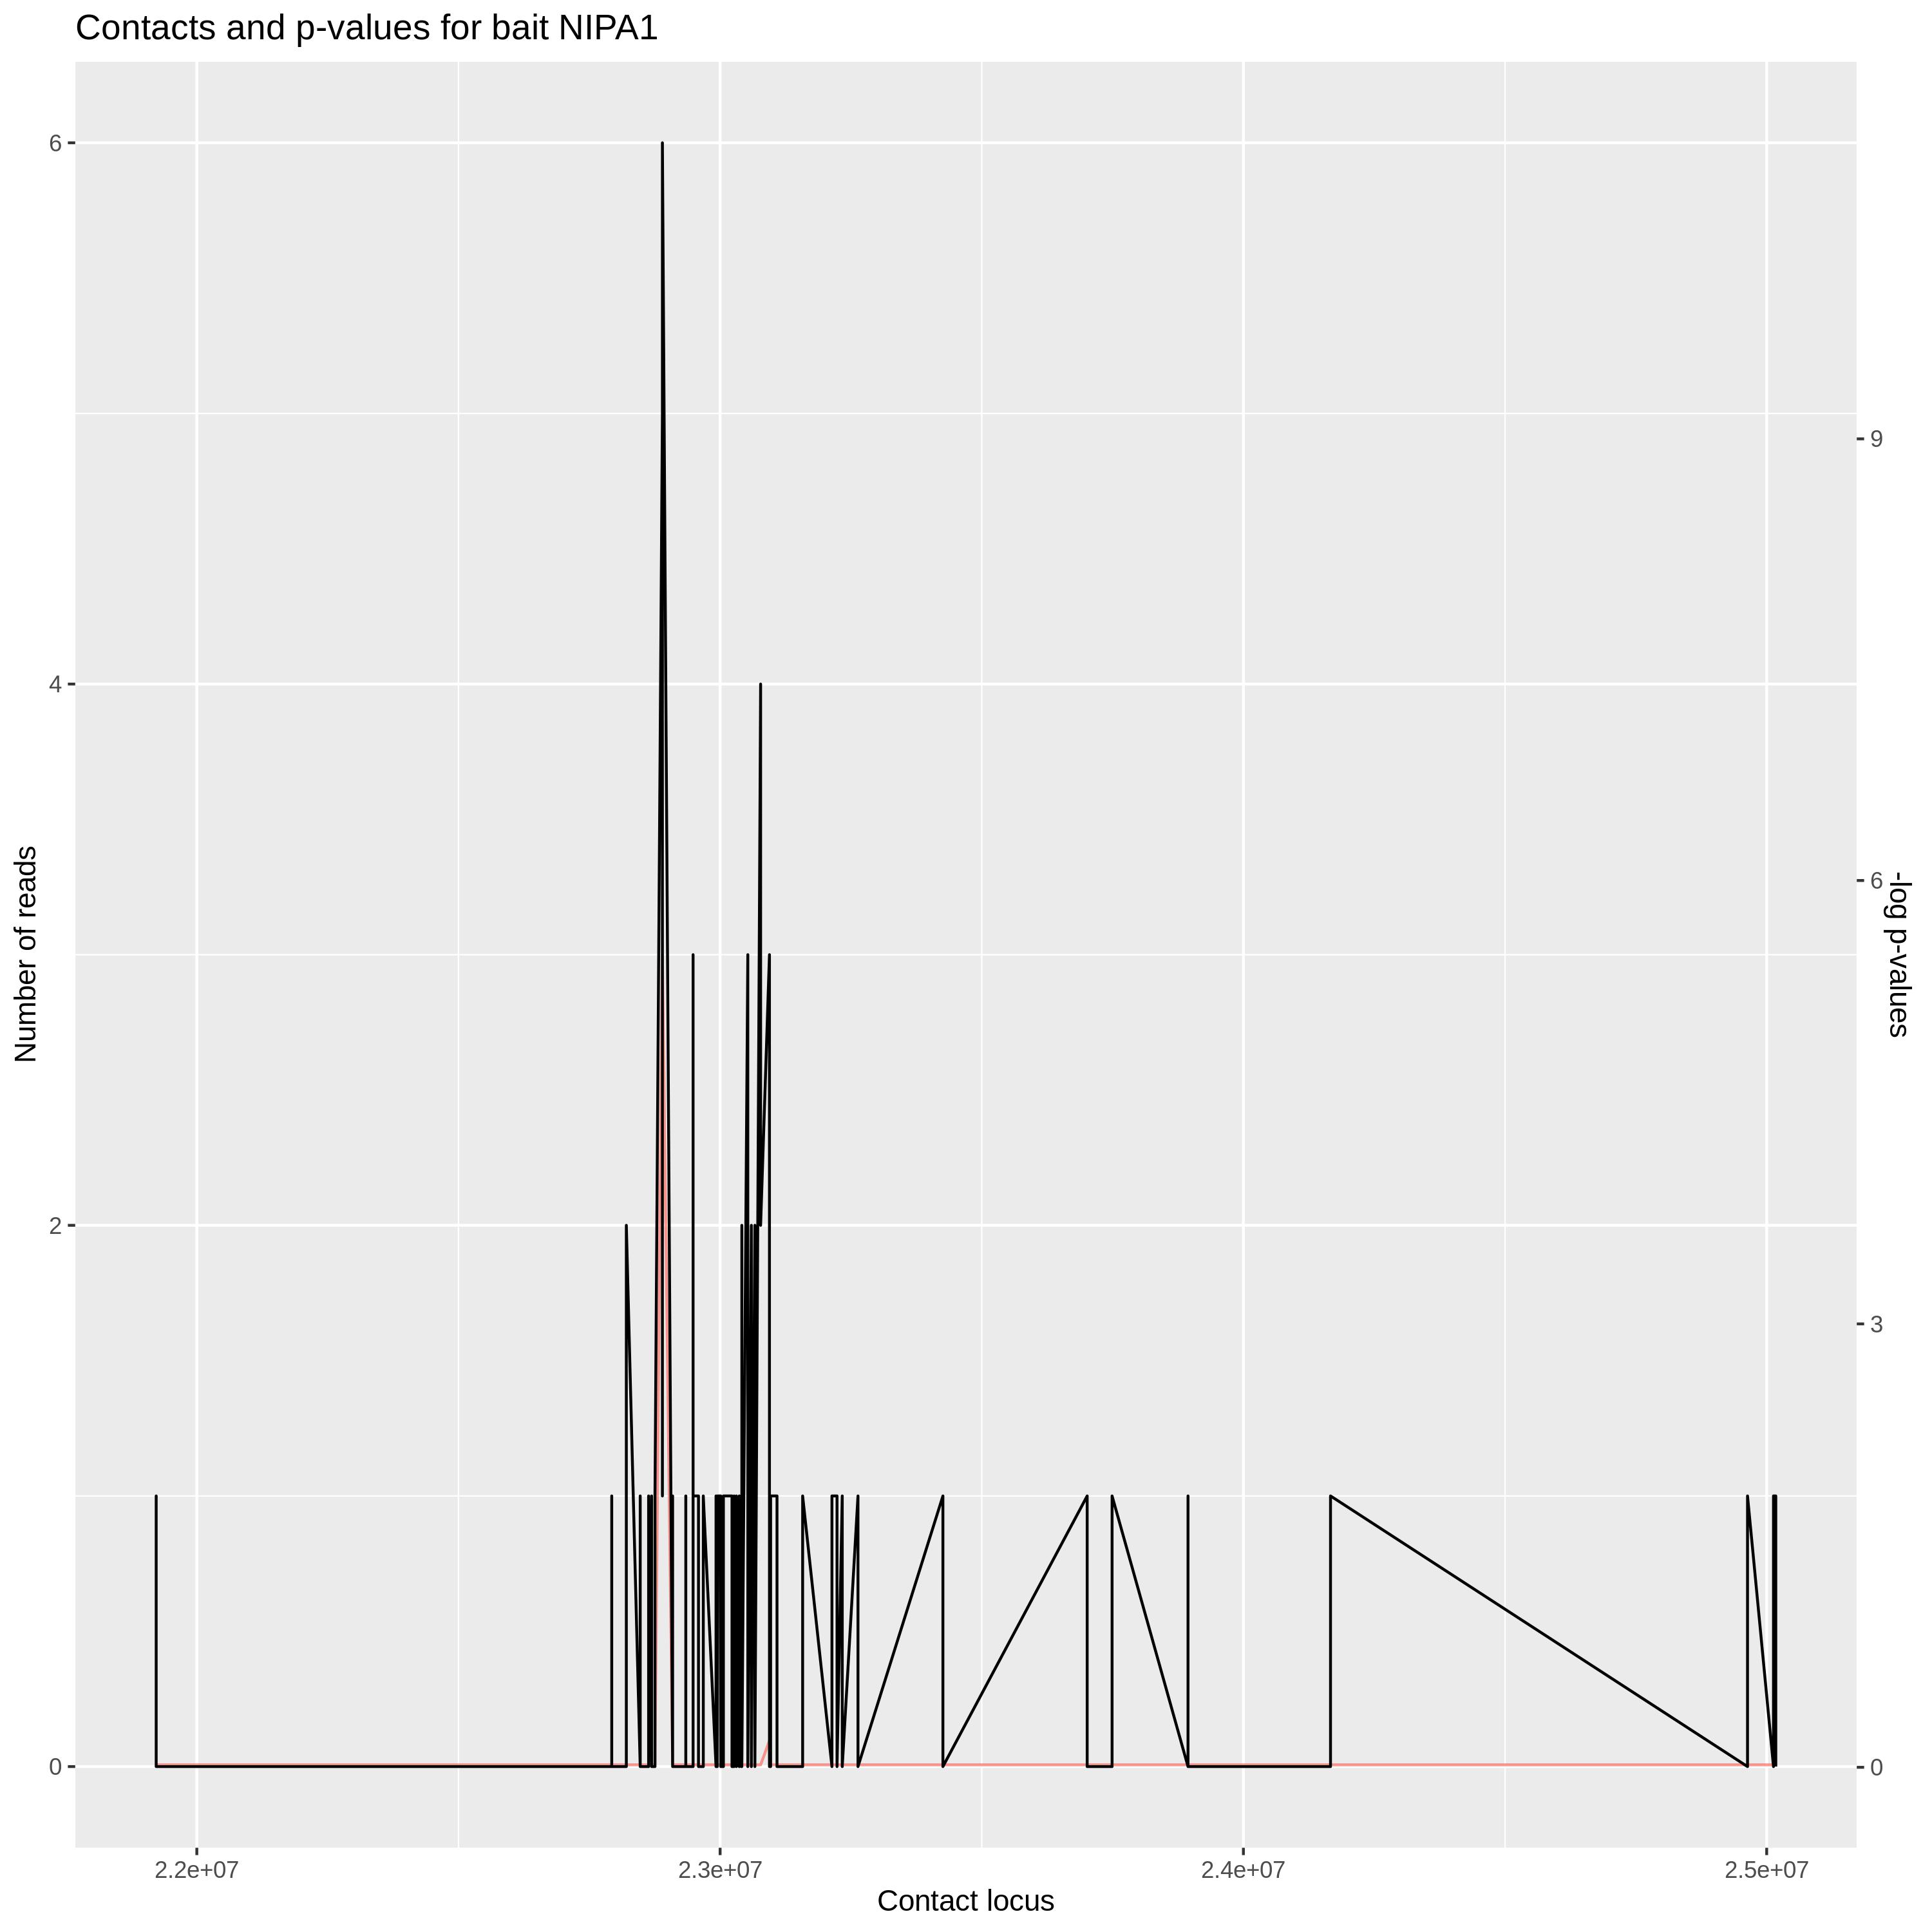 Contacts and p-values for bait NIPA1
6
4
2
0
Number of reads
9
6
3
0
-log p-values
2.2e+07 2.3e+07 2.4e+07 2.5e+07
Contact locus